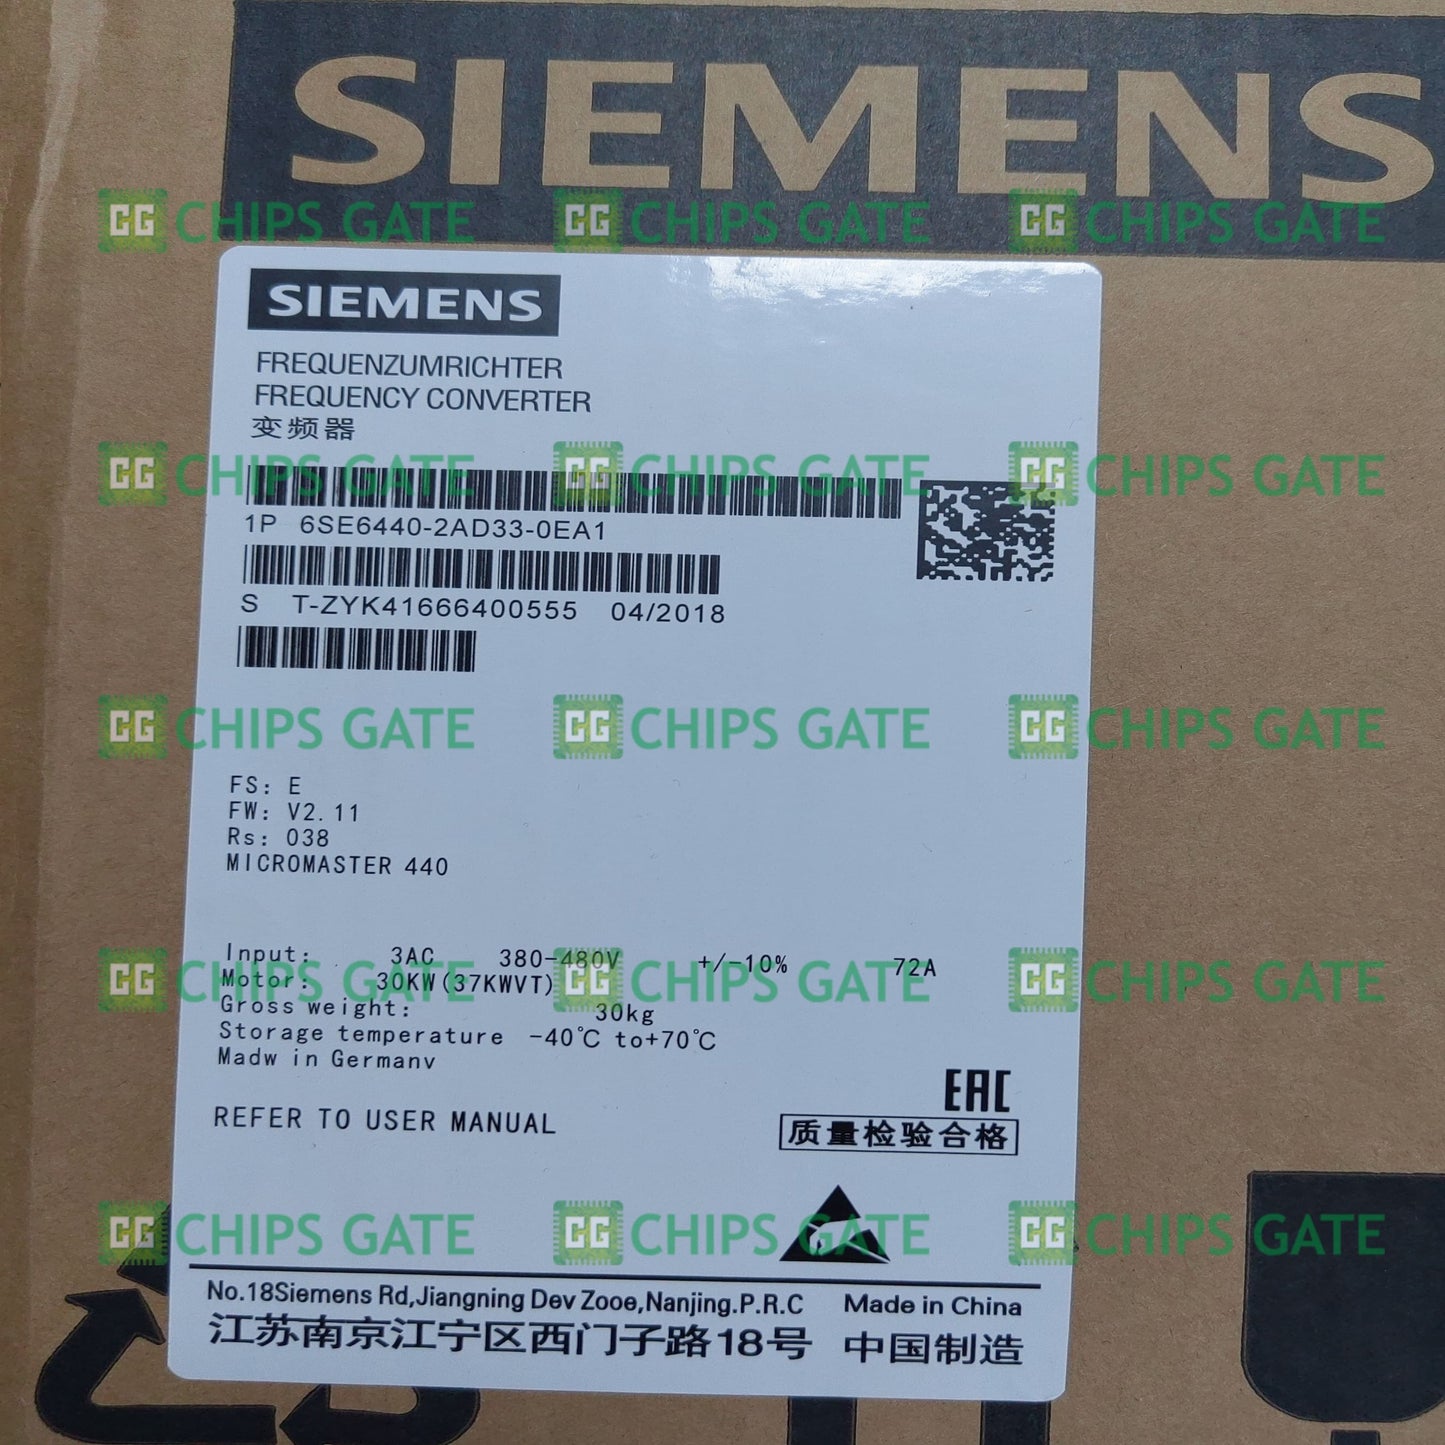 SIEMENS
SIEMENS
FREQUENZUMRICHTER
FREQUENCY CONVERTER
变频器
1P 6SE6440-2AD33-0EA1
S T-ZYK41666400555 04/2018
FS: E
FW: V2.11
Rs: 038
MICROMASTER 440
Input: 3AC 380-480V +/-10% 72A
Motor: 30KW(37KWVT)
Gross weight: 30kg
Storage temperature -40℃ to+70℃
Madw in Germanv
EAC
REFER TO USER MANUAL
质量检验合格
No.18Siemens Rd,Jiangning Dev Zooe,Nanjing.P.R.C Made in China
江苏南京江宁区西门子路18号 中国制造
CG CHIPS GATE CG CHIPS GATE CG CHIPS GATE
CG CHIPS GATE CG CHIPS GATE CG CHIPS GATE
CG CHIPS GATE CG CHIPS GATE CG CHIPS GATE
CG CHIPS GATE CG CHIPS GATE CG CHIPS GATE
CG CHIPS GATE CG CHIPS GATE CG CHIPS GATE